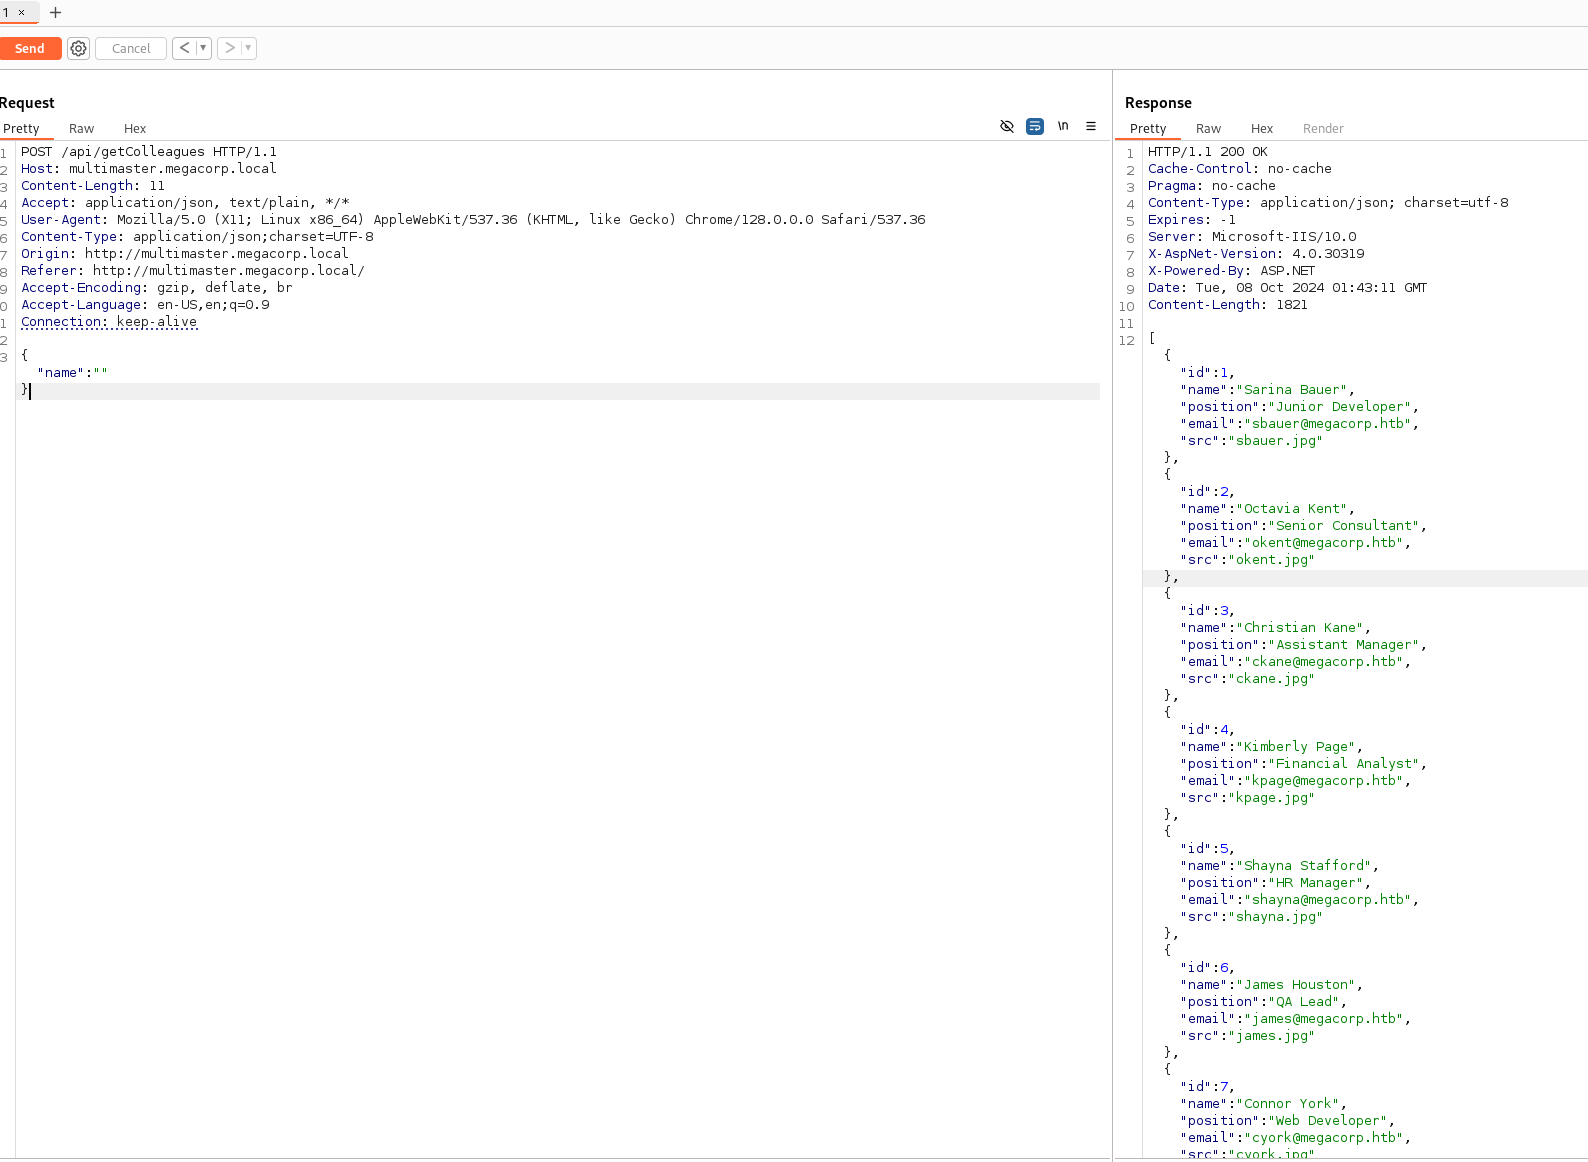 1 ×
+
Send
Cancel
< ▼
> ▼
Request
Pretty Raw Hex
\n
1 POST /api/getColleagues HTTP/1.1
2 Host: multimaster.megacorp.local
3 Content-Length: 11
4 Accept: application/json, text/plain, */*
5 User-Agent: Mozilla/5.0 (X11; Linux x86_64) AppleWebKit/537.36 (KHTML, like Gecko) Chrome/128.0.0.0 Safari/537.36
6 Content-Type: application/json;charset=UTF-8
7 Origin: http://multimaster.megacorp.local
8 Referer: http://multimaster.megacorp.local/
9 Accept-Encoding: gzip, deflate, br
0 Accept-Language: en-US,en;q=0.9
1 Connection: keep-alive
2
3 {
"name":""
}
Response
Pretty Raw Hex Render
1 HTTP/1.1 200 OK
2 Cache-Control: no-cache
3 Pragma: no-cache
4 Content-Type: application/json; charset=utf-8
5 Expires: -1
6 Server: Microsoft-IIS/10.0
7 X-AspNet-Version: 4.0.30319
8 X-Powered-By: ASP.NET
9 Date: Tue, 08 Oct 2024 01:43:11 GMT
10 Content-Length: 1821
11
12 [
{
"id":1,
"name":"Sarina Bauer",
"position":"Junior Developer",
"email":"sbauer@megacorp.htb",
"src":"sbauer.jpg"
},
{
"id":2,
"name":"Octavia Kent",
"position":"Senior Consultant",
"email":"okent@megacorp.htb",
"src":"okent.jpg"
},
{
"id":3,
"name":"Christian Kane",
"position":"Assistant Manager",
"email":"ckane@megacorp.htb",
"src":"ckane.jpg"
},
{
"id":4,
"name":"Kimberly Page",
"position":"Financial Analyst",
"email":"kpage@megacorp.htb",
"src":"kpage.jpg"
},
{
"id":5,
"name":"Shayna Stafford",
"position":"HR Manager",
"email":"shayna@megacorp.htb",
"src":"shayna.jpg"
},
{
"id":6,
"name":"James Houston",
"position":"QA Lead",
"email":"james@megacorp.htb",
"src":"james.jpg"
},
{
"id":7,
"name":"Connor York",
"position":"Web Developer",
"email":"cyork@megacorp.htb",
"src":"cyork.jpg"